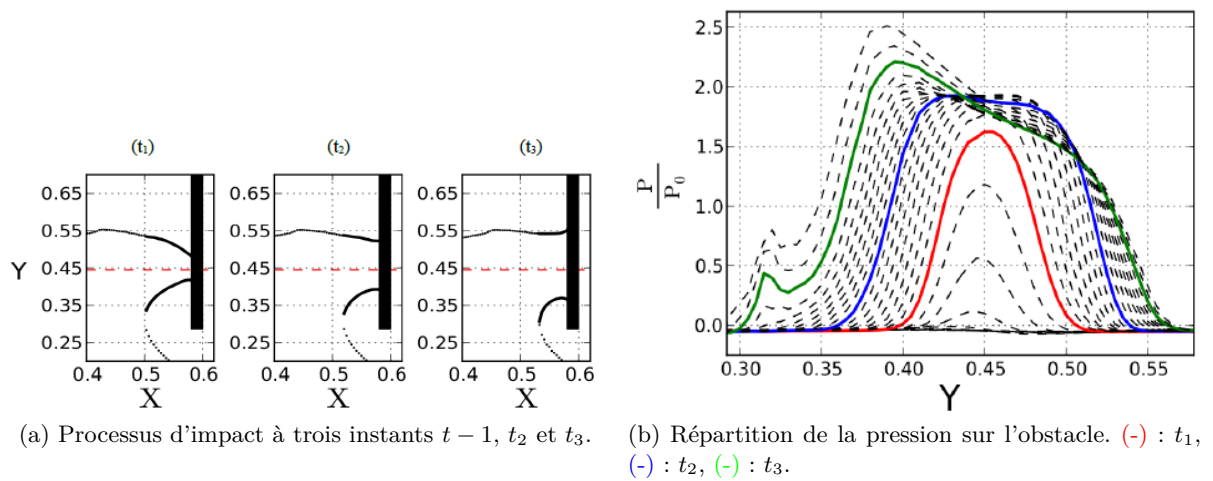 (t₁) (t₂) (t₃)
0.65 0.65 0.65
0.55 0.55 0.55
Y 0.45 0.45 0.45
0.35 0.35 0.35
0.25 0.25 0.25
0.4 0.5 0.6 0.4 0.5 0.6 0.4 0.5 0.6
X X X
(a) Processus d'impact à trois instants t − 1, t₂ et t₃.
2.5
2.0
1.5
P/P₀
1.0
0.5
0.0
0.30 0.35 0.40 0.45 0.50 0.55
Y
(b) Répartition de la pression sur l'obstacle. (-) : t₁,
(-) : t₂, (-) : t₃.